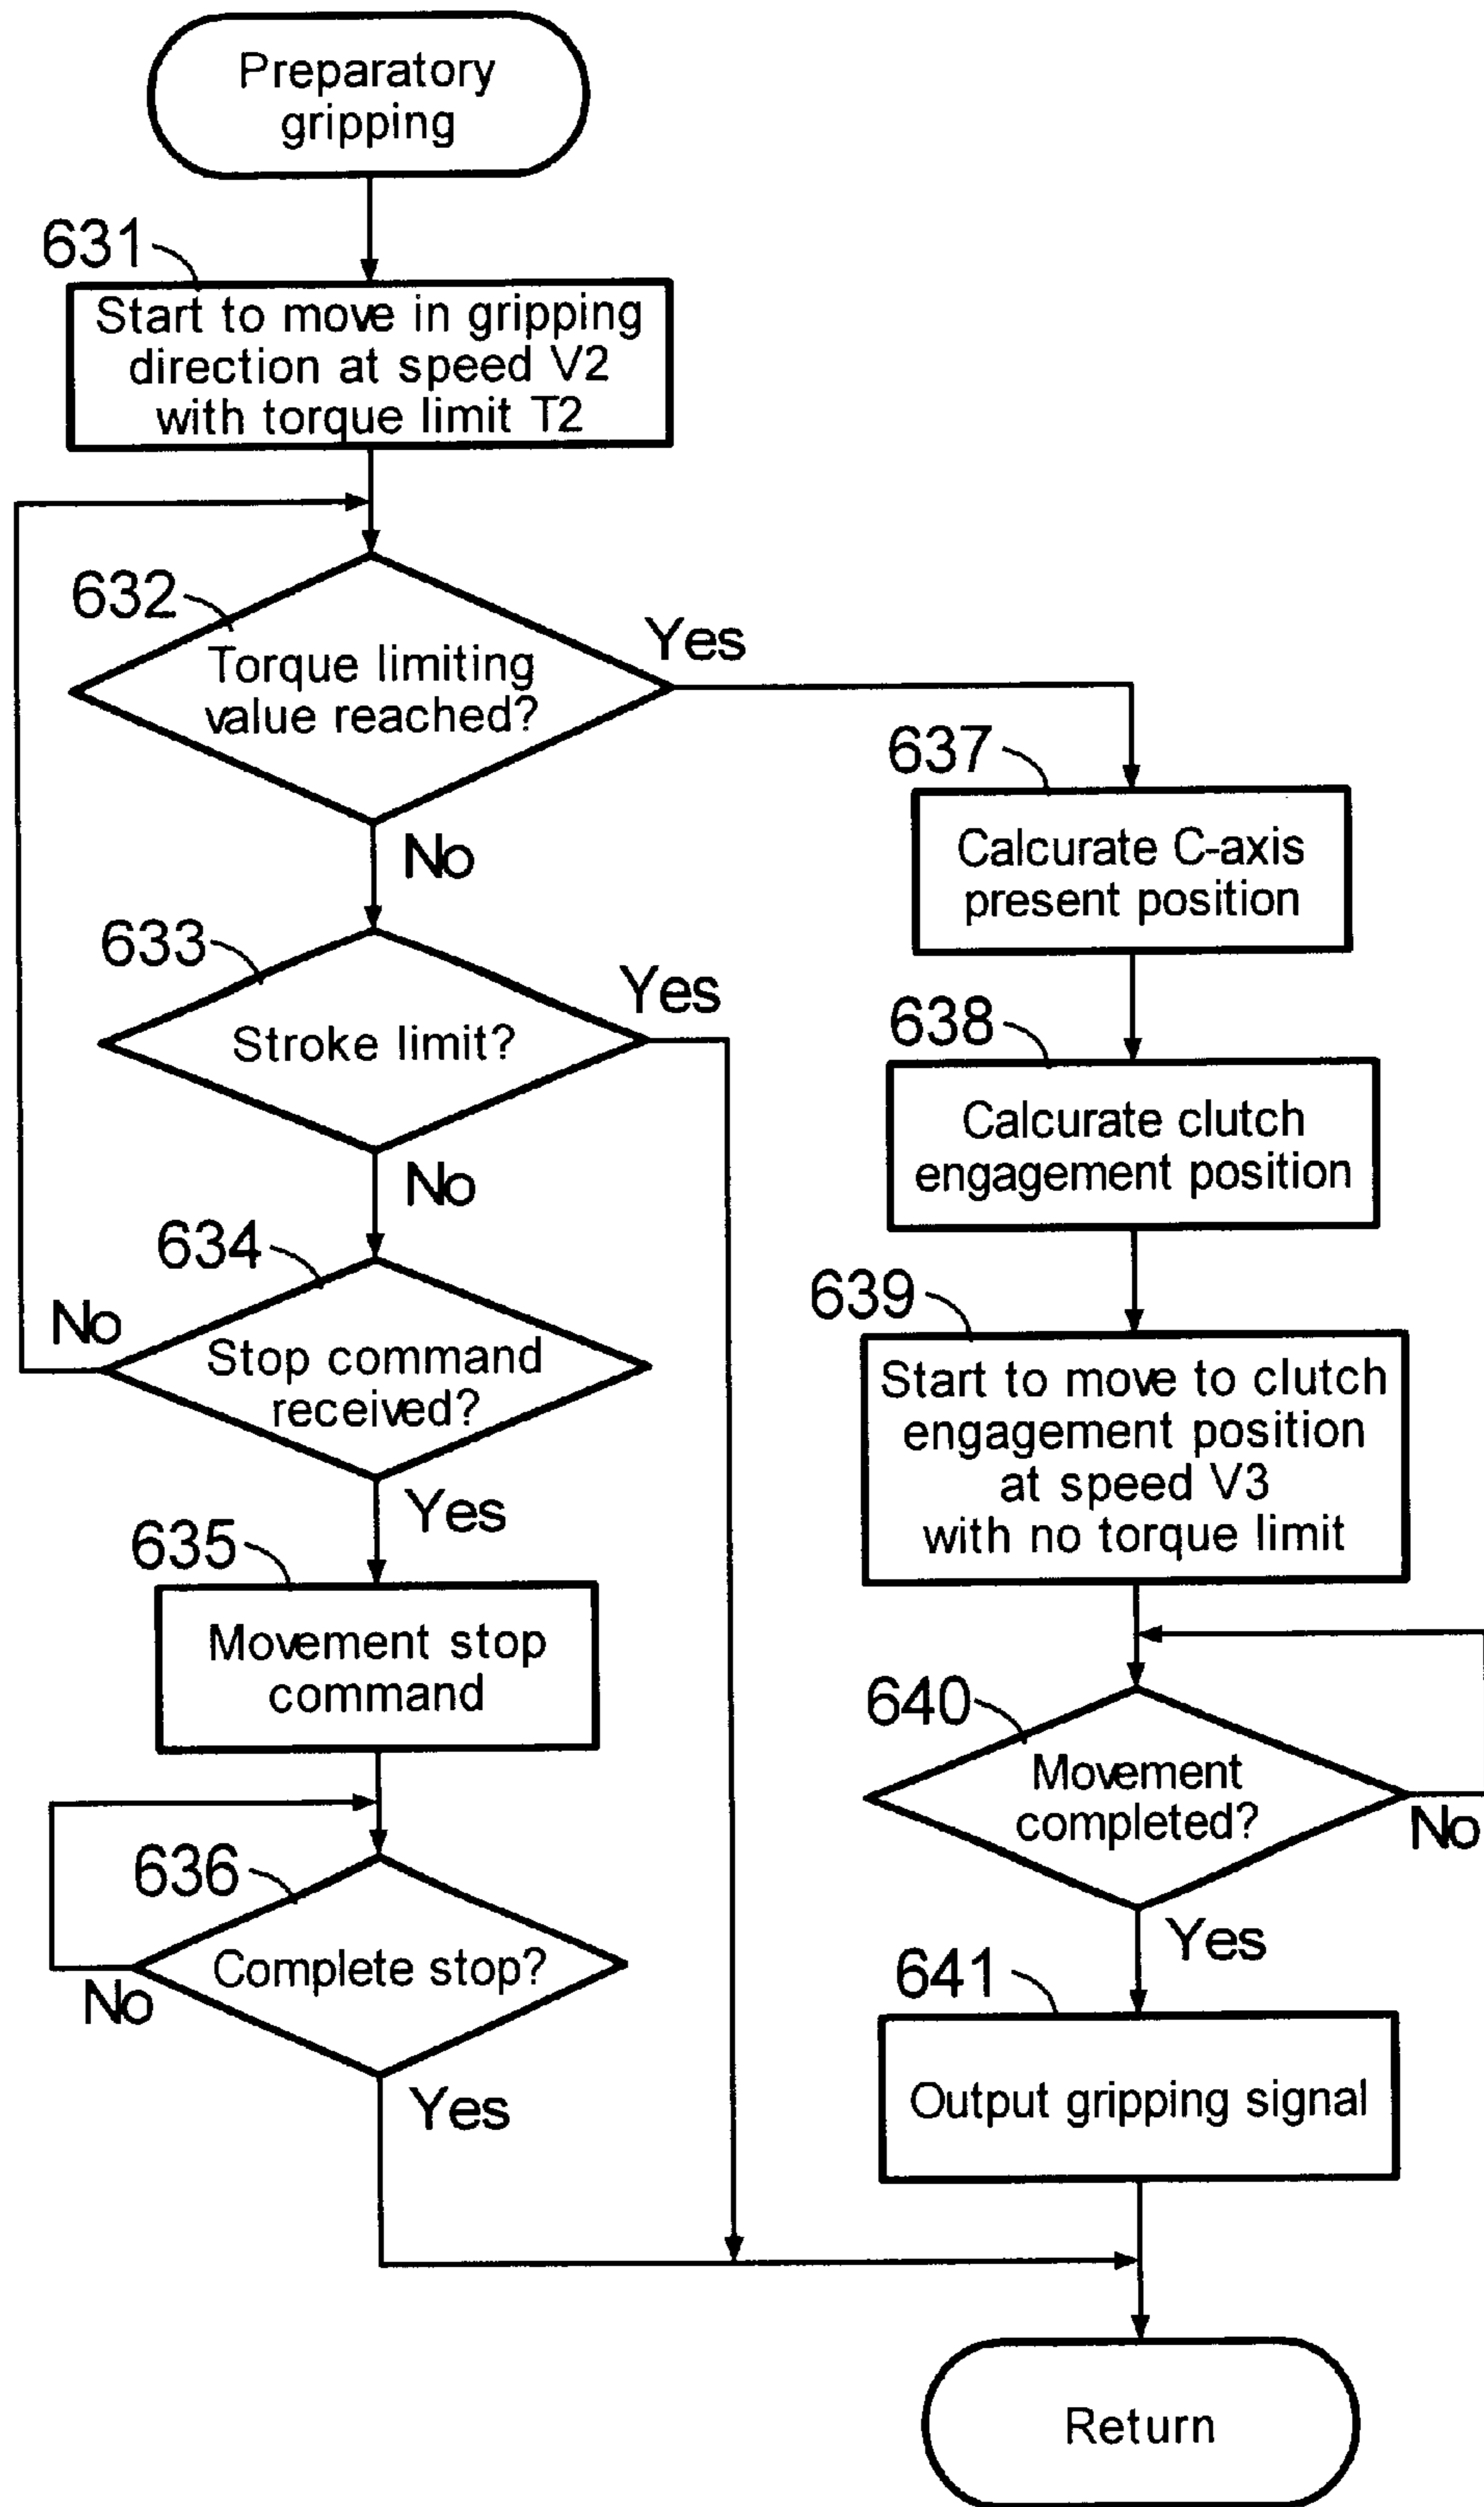 Preparatory
gripping
631
Start to move in gripping
direction at speed V2
with torque limit T2
632
Torque limiting
value reached?
Yes
No
633
Stroke limit?
Yes
No
634
Stop command
received?
No
Yes
635
Movement stop
command
636
Complete stop?
No
Yes
637
Calcurate C-axis
present position
638
Calcurate clutch
engagement position
639
Start to move to clutch
engagement position
at speed V3
with no torque limit
640
Movement
completed?
No
Yes
641
Output gripping signal
Return